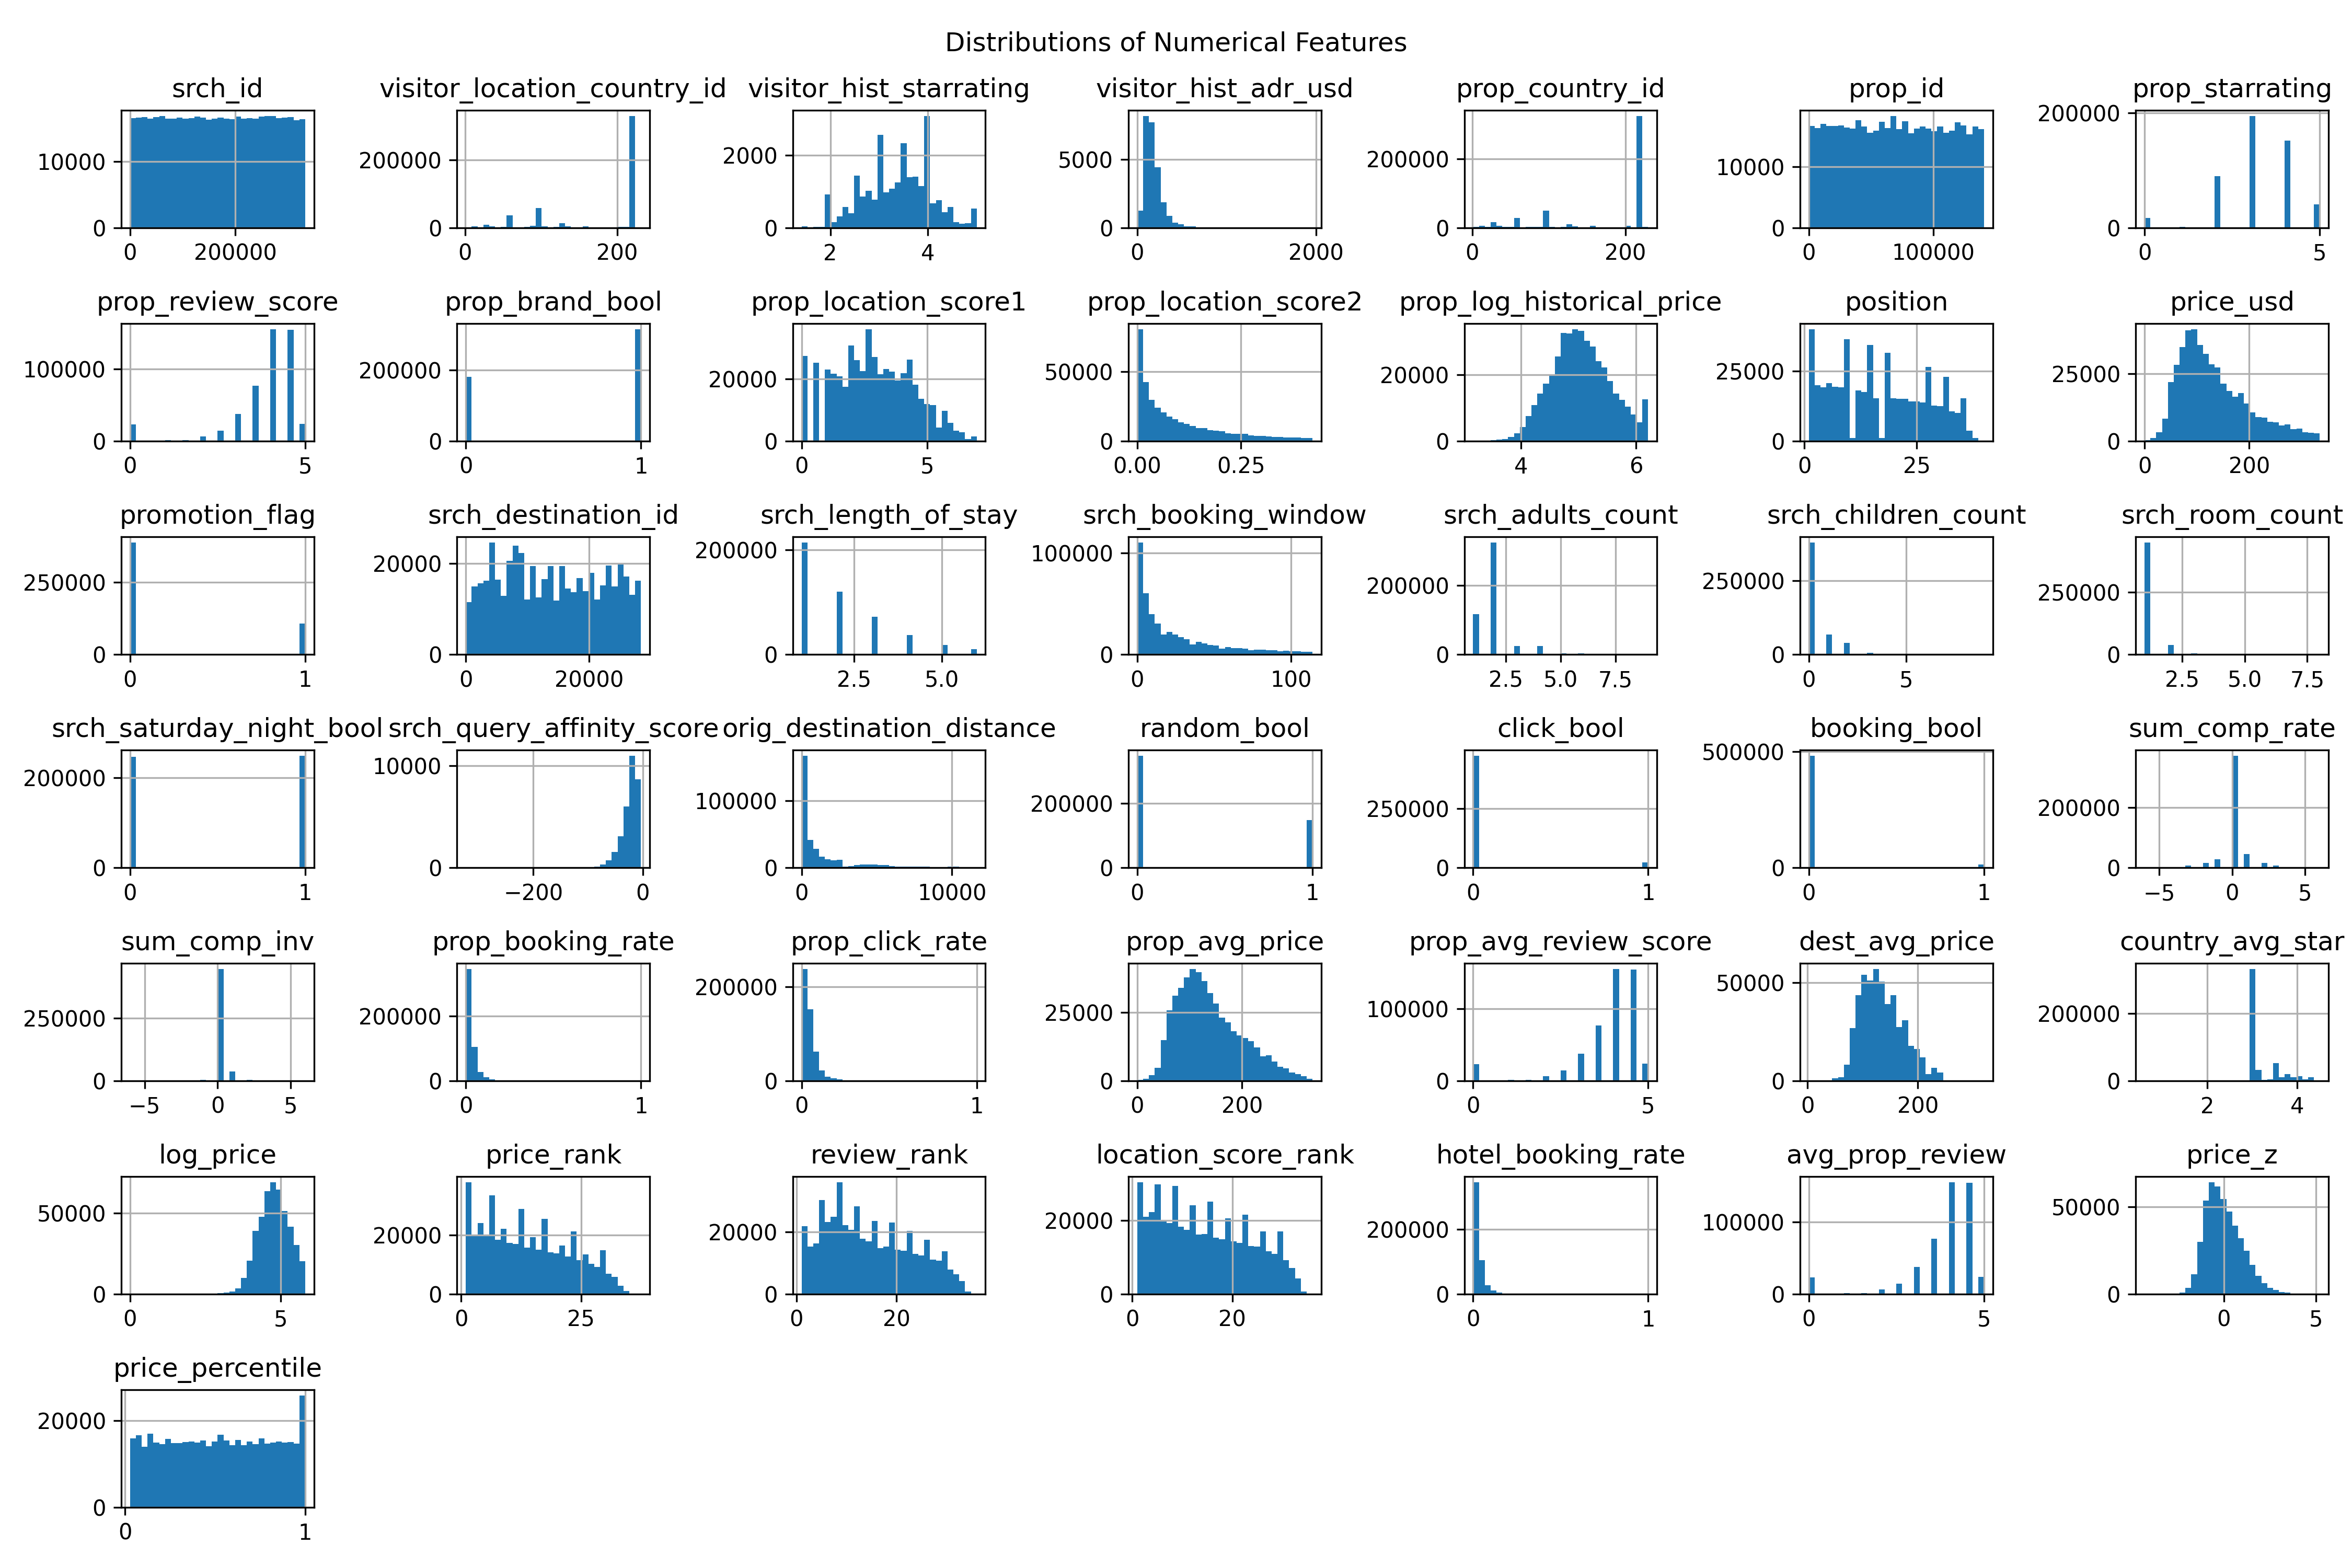 Distributions of Numerical Features
srch_id visitor_location_country_id visitor_hist_starrating visitor_hist_adr_usd prop_country_id prop_id prop_starrating
10000 0 200000 0 2000 0 5000 0 200000 0 10000 0 200000 0
0 200000 0 200 2 4 0 2000 0 200 0 100000 0 5
prop_review_score prop_brand_bool prop_location_score1 prop_location_score2 prop_log_historical_price position price_usd
100000 0 200000 0 20000 0 50000 0 20000 0 25000 0 25000 0
0 5 0 1 0 5 0.00 0.25 4 6 0 25 0 200
promotion_flag srch_destination_id srch_length_of_stay srch_booking_window srch_adults_count srch_children_count srch_room_count
250000 0 20000 0 200000 0 100000 0 200000 0 250000 0 250000 0
0 1 0 20000 2.5 5.0 0 100 2.5 5.0 7.5 0 5 2.5 5.0 7.5
srch_saturday_night_bool srch_query_affinity_score orig_destination_distance random_bool click_bool booking_bool sum_comp_rate
200000 0 10000 0 100000 0 200000 0 250000 0 500000 0 200000 0
0 1 −200 0 0 10000 0 1 0 1 0 1 −5 0 5
sum_comp_inv prop_booking_rate prop_click_rate prop_avg_price prop_avg_review_score dest_avg_price country_avg_star
250000 0 200000 0 200000 0 25000 0 100000 0 50000 0 200000 0
−5 0 5 0 1 0 1 0 200 0 5 0 200 2 4
log_price price_rank review_rank location_score_rank hotel_booking_rate avg_prop_review price_z
50000 0 20000 0 20000 0 20000 0 200000 0 100000 0 50000 0
0 5 0 25 0 20 0 20 0 1 0 5 0 5
price_percentile
20000 0
0 1